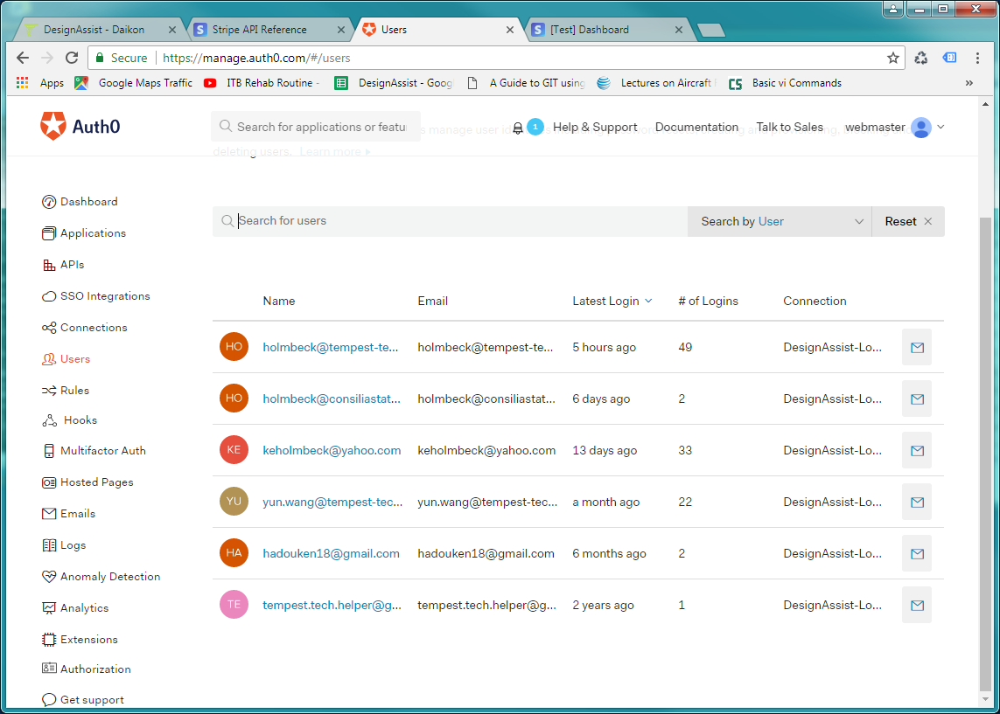 DesignAssist - Daikon
Stripe API Reference
Users
[Test] Dashboard
Secure
https://manage.auth0.com/#/users
Apps
Google Maps Traffic
ITB Rehab Routine -
DesignAssist - Goog
A Guide to GIT using
Lectures on Aircraft
CS
Basic vi Commands
»
Auth0
Search for applications or featu
1
Help & Support
Documentation
Talk to Sales
webmaster
manage user
deleting users. Learn more
Dashboard
Applications
APIs
SSO Integrations
Connections
Users
Rules
Hooks
Multifactor Auth
Hosted Pages
Emails
Logs
Anomaly Detection
Analytics
Extensions
Authorization
Get support
Search for users
Search by User
Reset
Name Email Latest Login # of Logins Connection
HO holmbeck@tempest-te... holmbeck@tempest-te... 5 hours ago 49 DesignAssist-Lo...
HO holmbeck@consiliastat... holmbeck@consiliastat... 6 days ago 2 DesignAssist-Lo...
KE keholmbeck@yahoo.com keholmbeck@yahoo.com 13 days ago 33 DesignAssist-Lo...
YU yun.wang@tempest-tec... yun.wang@tempest-tec... a month ago 22 DesignAssist-Lo...
HA hadouken18@gmail.com hadouken18@gmail.com 6 months ago 2 DesignAssist-Lo...
TE tempest.tech.helper@g... tempest.tech.helper@g... 2 years ago 1 DesignAssist-Lo...